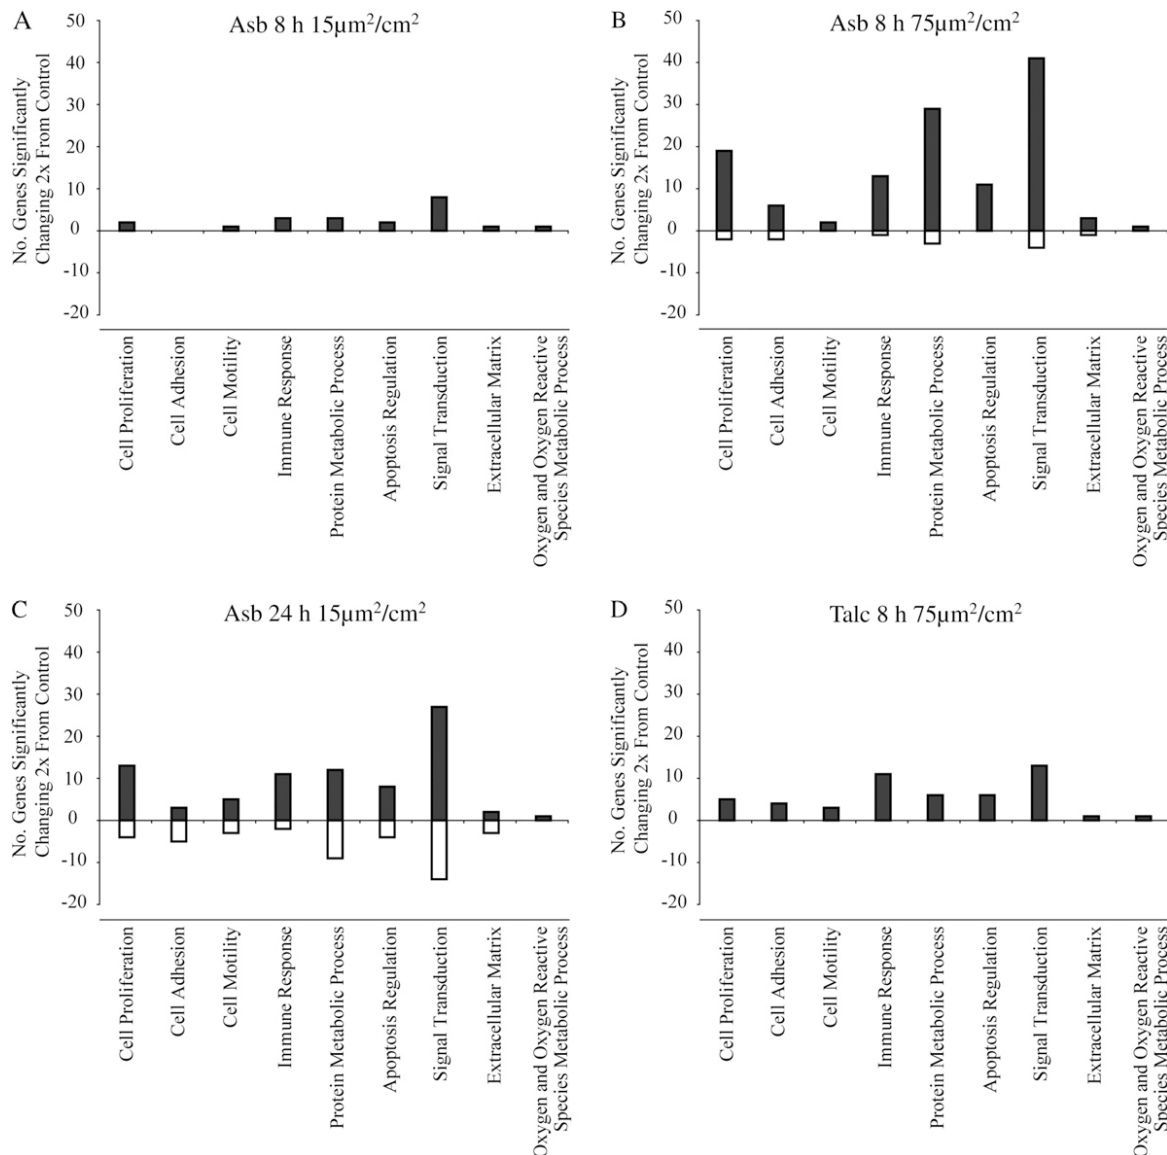 A
Asb 8 h 15µm²/cm²
No. Genes Significantly
Changing 2x From Control
50
40
30
20
10
0
-10
-20
Cell Proliferation
Cell Adhesion
Cell Motility
Immune Response
Protein Metabolic Process
Apoptosis Regulation
Signal Transduction
Extracellular Matrix
Oxygen and Oxygen Reactive
Species Metabolic Process
B
Asb 8 h 75µm²/cm²
No. Genes Significantly
Changing 2x From Control
50
40
30
20
10
0
-10
-20
Cell Proliferation
Cell Adhesion
Cell Motility
Immune Response
Protein Metabolic Process
Apoptosis Regulation
Signal Transduction
Extracellular Matrix
Oxygen and Oxygen Reactive
Species Metabolic Process
C
Asb 24 h 15µm²/cm²
No. Genes Significantly
Changing 2x From Control
50
40
30
20
10
0
-10
-20
Cell Proliferation
Cell Adhesion
Cell Motility
Immune Response
Protein Metabolic Process
Apoptosis Regulation
Signal Transduction
Extracellular Matrix
Oxygen and Oxygen Reactive
Species Metabolic Process
D
Talc 8 h 75µm²/cm²
No. Genes Significantly
Changing 2x From Control
50
40
30
20
10
0
-10
-20
Cell Proliferation
Cell Adhesion
Cell Motility
Immune Response
Protein Metabolic Process
Apoptosis Regulation
Signal Transduction
Extracellular Matrix
Oxygen and Oxygen Reactive
Species Metabolic Process